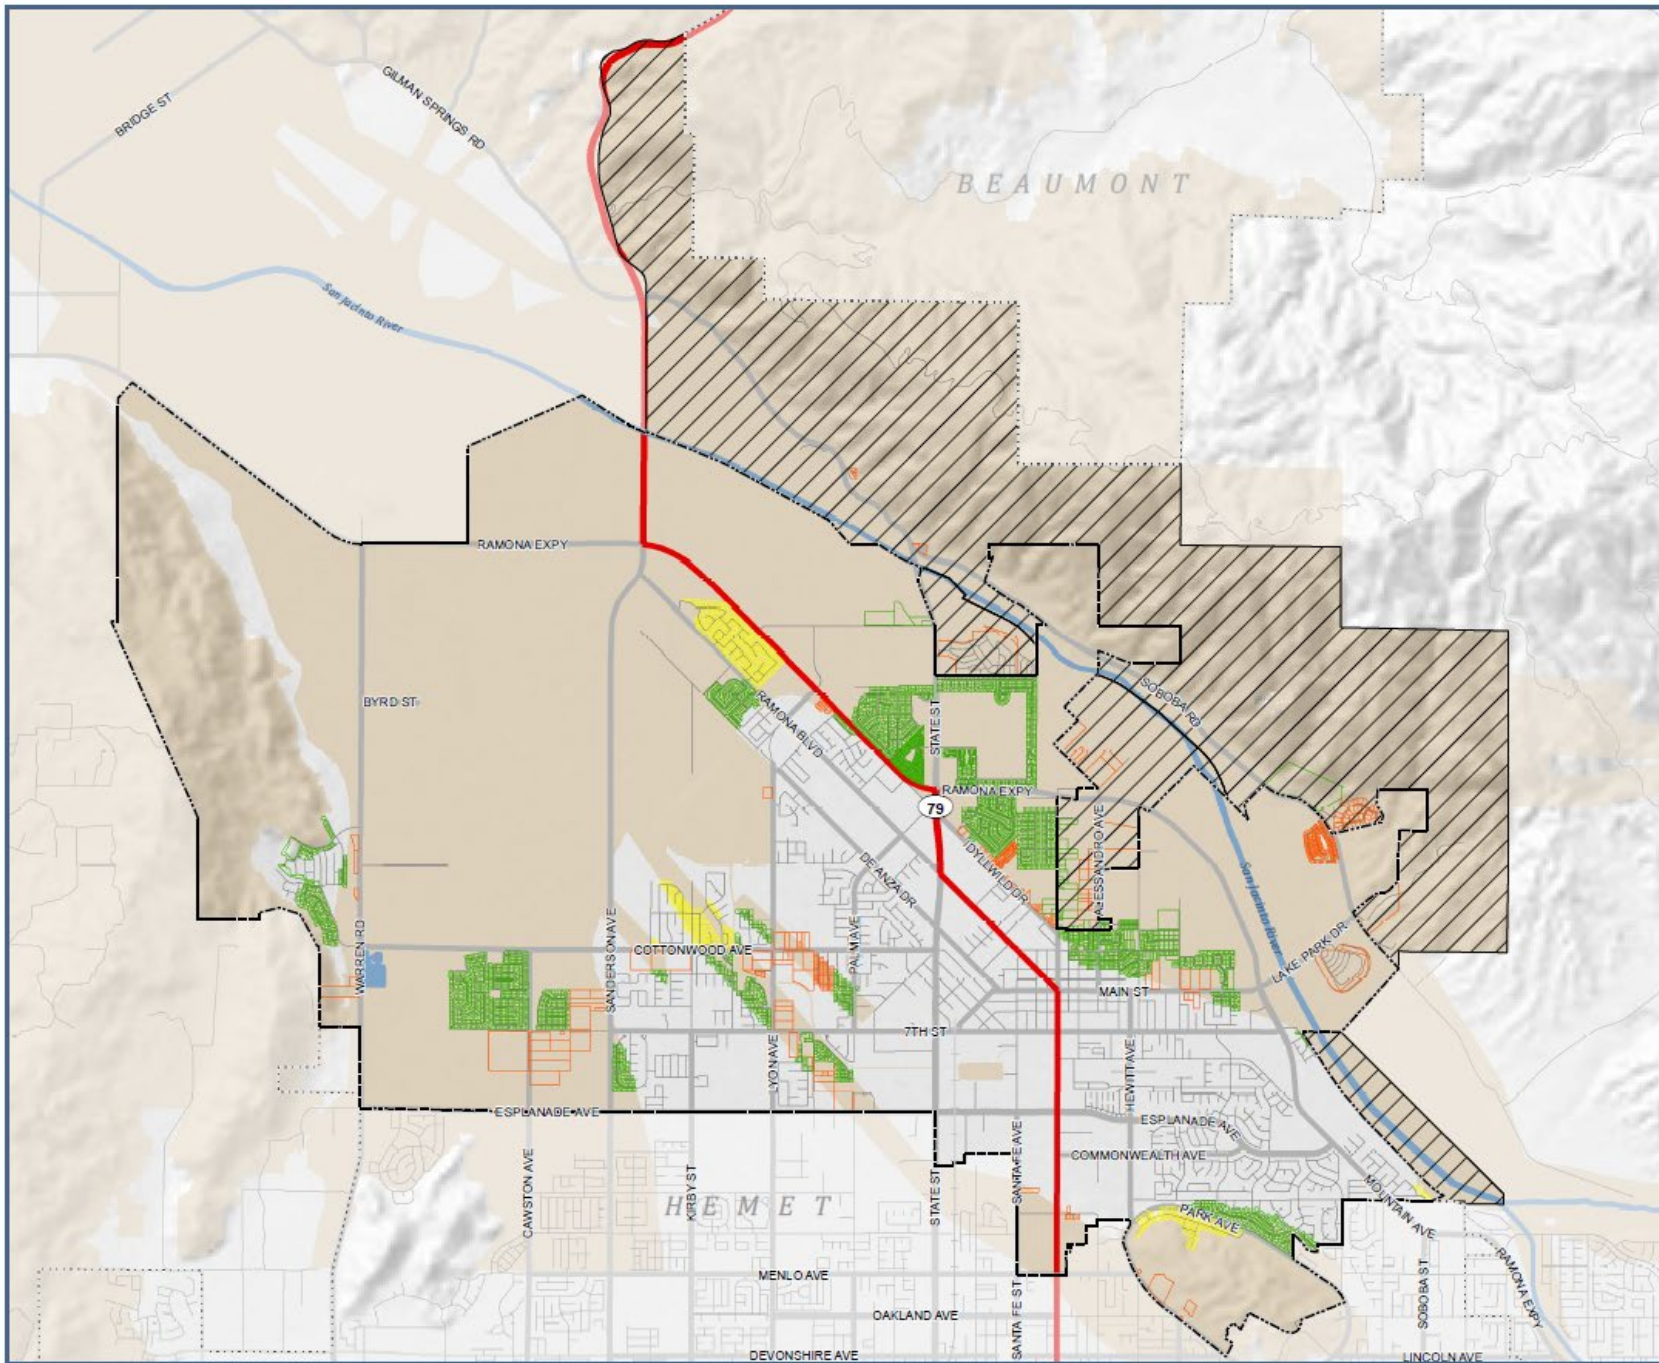 GILMAN SPRINGS RD
BRIDGE ST
BEAUMONT
San Jacinto River
RAMONA EXPY
BYRD ST
SOBOBA RD
RAMONA BLVD
STATE ST
RAMONA EXPY
79
ALESSANDRO AVE
IDYLLWILD DR
DE ANZA DR
San Jacinto River
SANDERSON AVE
PALM AVE
WARREN RD
COTTONWOOD AVE
LAKE PARK DR
MAIN ST
7TH ST
LYON AVE
HEWITT AVE
ESPLANADE AVE
ESPLANADE AVE
SANTA FE AVE
COMMONWEALTH AVE
CAWSTON AVE
KIRBY ST
HEMET
STATE ST
PARK AVE
MOUNTAIN AVE
RAMONA EXPY
SOBOBA ST
MENLO AVE
SANTA FE ST
OAKLAND AVE
DEVONSHIRE AVE
LINCOLN AVE